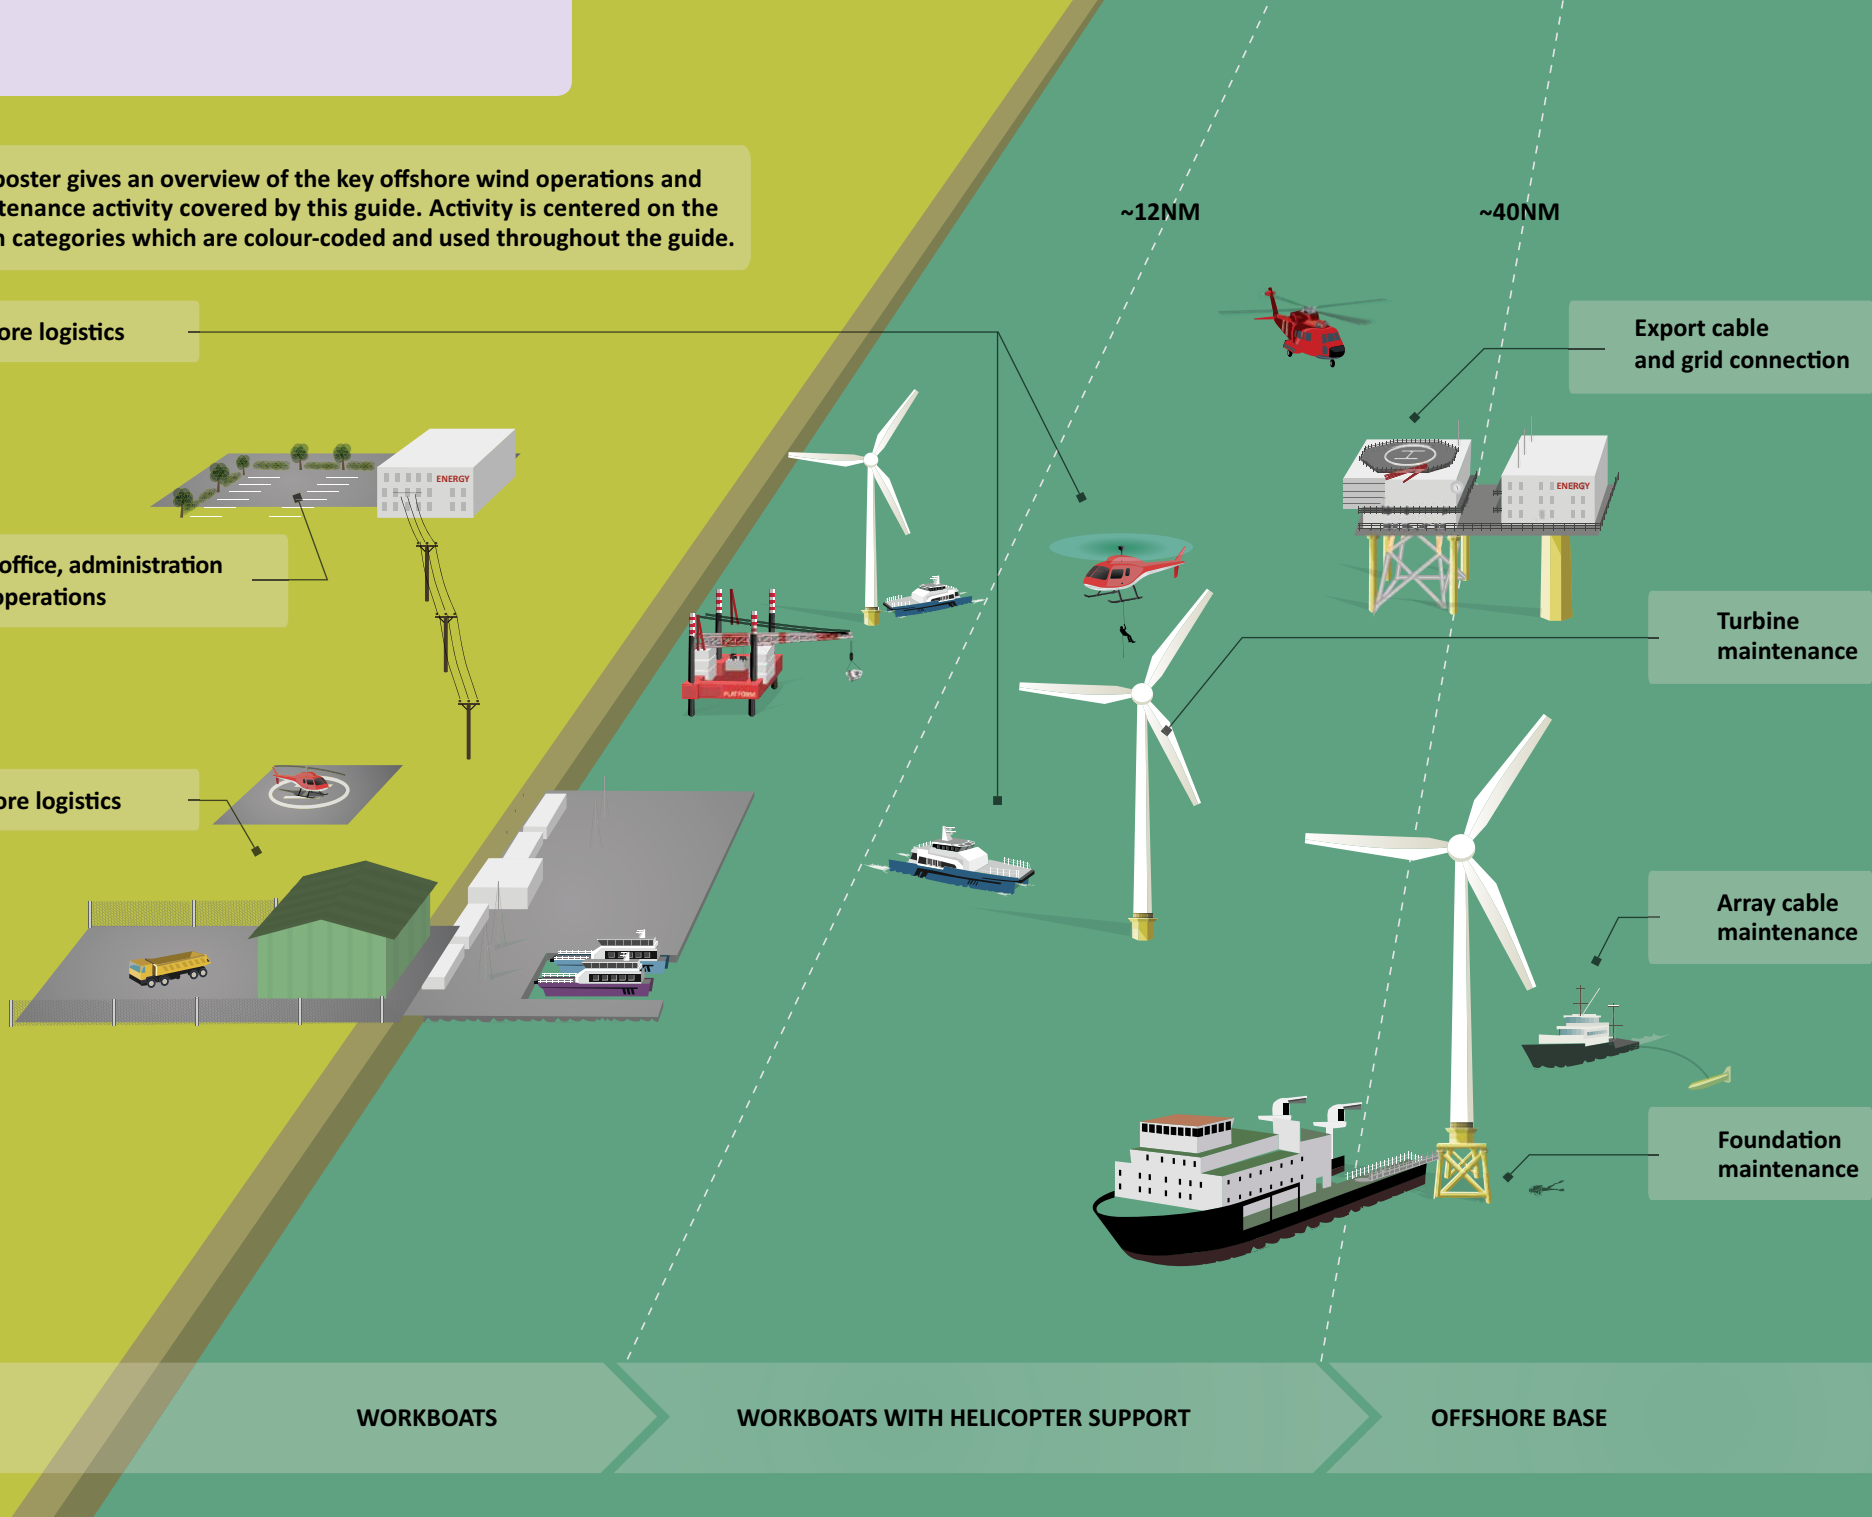 poster gives an overview of the key offshore wind operations and
tenance activity covered by this guide. Activity is centered on the
categories which are colour-coded and used throughout the guide.
~12NM
~40NM
ore logistics
Export cable
and grid connection
ENERGY
ENERGY
office, administration
operations
Turbine
maintenance
PLATFORM
ore logistics
Array cable
maintenance
Foundation
maintenance
WORKBOATS
WORKBOATS WITH HELICOPTER SUPPORT
OFFSHORE BASE